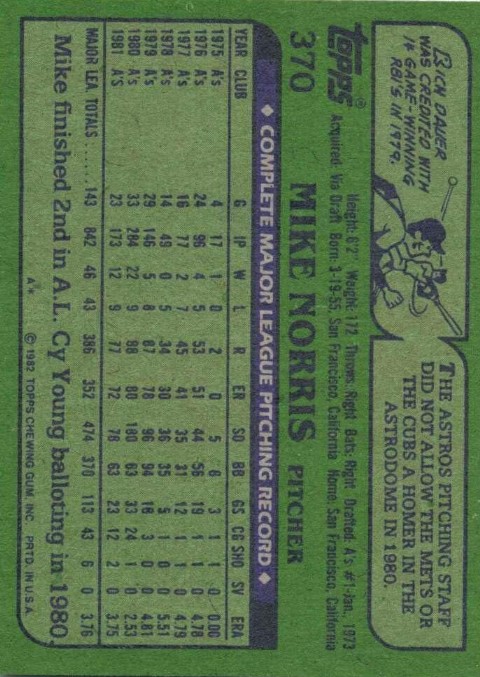 RICH DAUER
WAS CREDITED WITH
14 GAME-WINNING
RBI'S IN 1979.
THE ASTROS PITCHING STAFF
DID NOT ALLOW THE METS OR
THE CUBS A HOMER IN THE
ASTRODOME IN 1980.
topps®
370 MIKE NORRIS PITCHER
Height: 6'2" Weight: 172 Throws: Right Bats: Right Drafted: A's #1-Jan., 1973
Acquired: Via Draft Born: 3-19-55, San Francisco, California Home: San Francisco, California
◆ COMPLETE MAJOR LEAGUE PITCHING RECORD ◆
YEAR CLUB G IP W L R ER SO BB GS CG SHO SV ERA
1975 A's 4 17 1 0 2 0 5 8 3 1 1 0 0.00
1976 A's 24 96 4 5 53 51 44 56 19 1 1 0 4.78
1977 A's 16 77 2 7 45 41 35 31 12 1 1 0 4.79
1978 A's 14 49 0 5 34 30 36 35 5 1 0 0 5.51
1979 A's 29 146 5 8 87 78 96 94 18 3 0 0 4.81
1980 A's 33 284 22 9 88 80 180 83 33 24 1 0 2.53
1981 A's 23 173 12 9 77 72 78 63 23 12 2 0 3.75
MAJOR LEA. TOTALS ...... 143 842 46 43 386 352 474 370 113 43 6 0 3.76
Mike finished 2nd in A.L. Cy Young balloting in 1980.
A* © 1982 TOPPS CHEWING GUM, INC. PRTD. IN U.S.A.